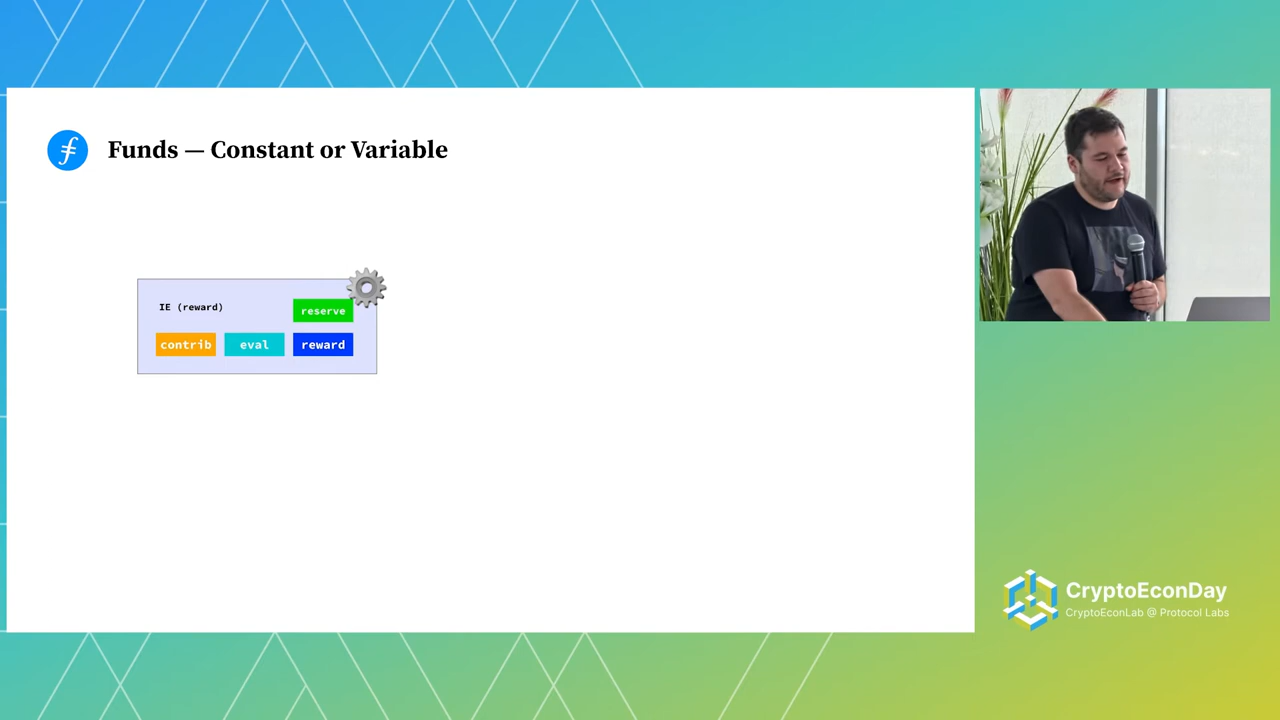 Funds — Constant or Variable
IE (reward)
reserve
contrib
eval
reward
CryptoEconDay
CryptoEconLab @ Protocol Labs